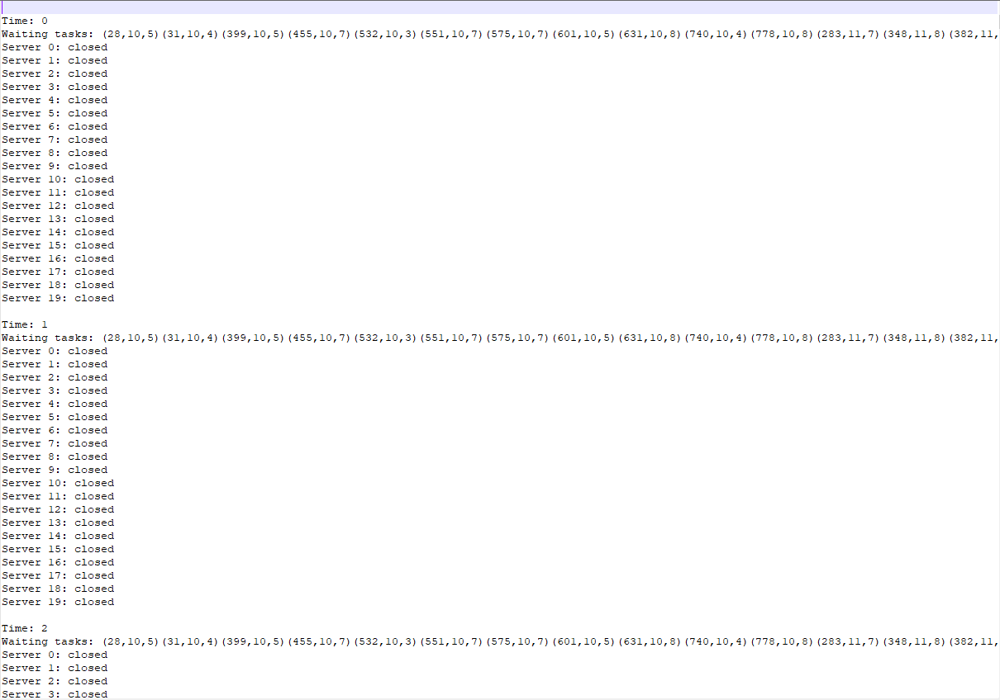 Time: 0
Waiting tasks: (28,10,5)(31,10,4)(399,10,5)(455,10,7)(532,10,3)(551,10,7)(575,10,7)(601,10,5)(631,10,8)(740,10,4)(778,10,8)(283,11,7)(348,11,8)(382,11,
Server 0: closed
Server 1: closed
Server 2: closed
Server 3: closed
Server 4: closed
Server 5: closed
Server 6: closed
Server 7: closed
Server 8: closed
Server 9: closed
Server 10: closed
Server 11: closed
Server 12: closed
Server 13: closed
Server 14: closed
Server 15: closed
Server 16: closed
Server 17: closed
Server 18: closed
Server 19: closed

Time: 1
Waiting tasks: (28,10,5)(31,10,4)(399,10,5)(455,10,7)(532,10,3)(551,10,7)(575,10,7)(601,10,5)(631,10,8)(740,10,4)(778,10,8)(283,11,7)(348,11,8)(382,11,
Server 0: closed
Server 1: closed
Server 2: closed
Server 3: closed
Server 4: closed
Server 5: closed
Server 6: closed
Server 7: closed
Server 8: closed
Server 9: closed
Server 10: closed
Server 11: closed
Server 12: closed
Server 13: closed
Server 14: closed
Server 15: closed
Server 16: closed
Server 17: closed
Server 18: closed
Server 19: closed

Time: 2
Waiting tasks: (28,10,5)(31,10,4)(399,10,5)(455,10,7)(532,10,3)(551,10,7)(575,10,7)(601,10,5)(631,10,8)(740,10,4)(778,10,8)(283,11,7)(348,11,8)(382,11,
Server 0: closed
Server 1: closed
Server 2: closed
Server 3: closed